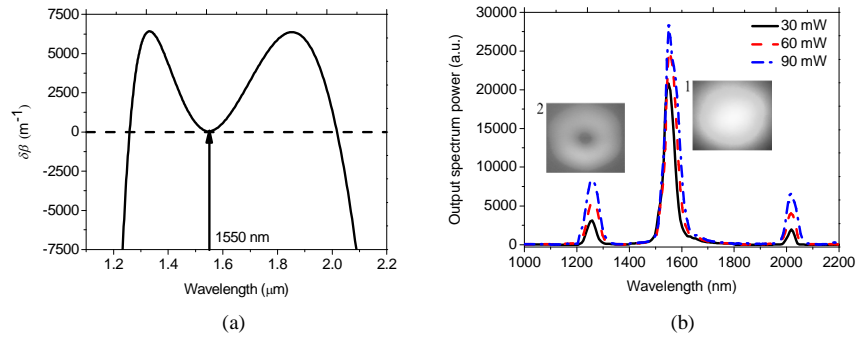 (a)
7500
5000
2500
0
-2500
-5000
-7500
δβ (m⁻¹)
1550 nm
1.2 1.4 1.6 1.8 2.0 2.2
Wavelength (μm)
(a)
(b)
30000
25000
20000
15000
10000
5000
0
Output spectrum power (a.u.)
30 mW
60 mW
90 mW
2
1
1000 1200 1400 1600 1800 2000 2200
Wavelength (nm)
(b)